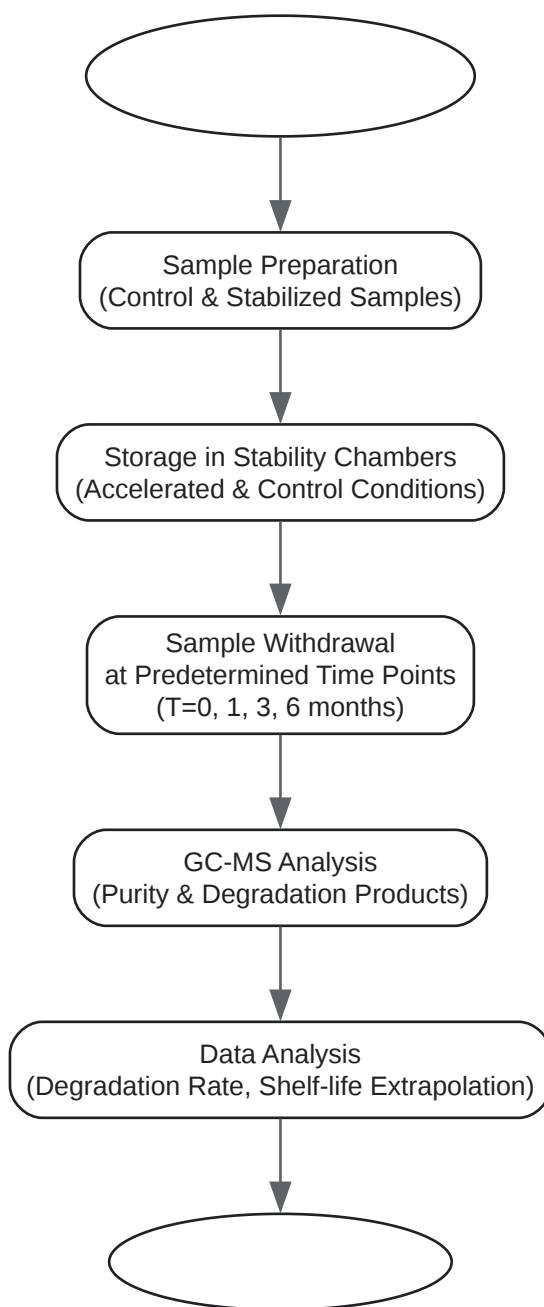 Sample Preparation
(Control & Stabilized Samples)
Storage in Stability Chambers
(Accelerated & Control Conditions)
Sample Withdrawal
at Predetermined Time Points
(T=0, 1, 3, 6 months)
GC-MS Analysis
(Purity & Degradation Products)
Data Analysis
(Degradation Rate, Shelf-life Extrapolation)